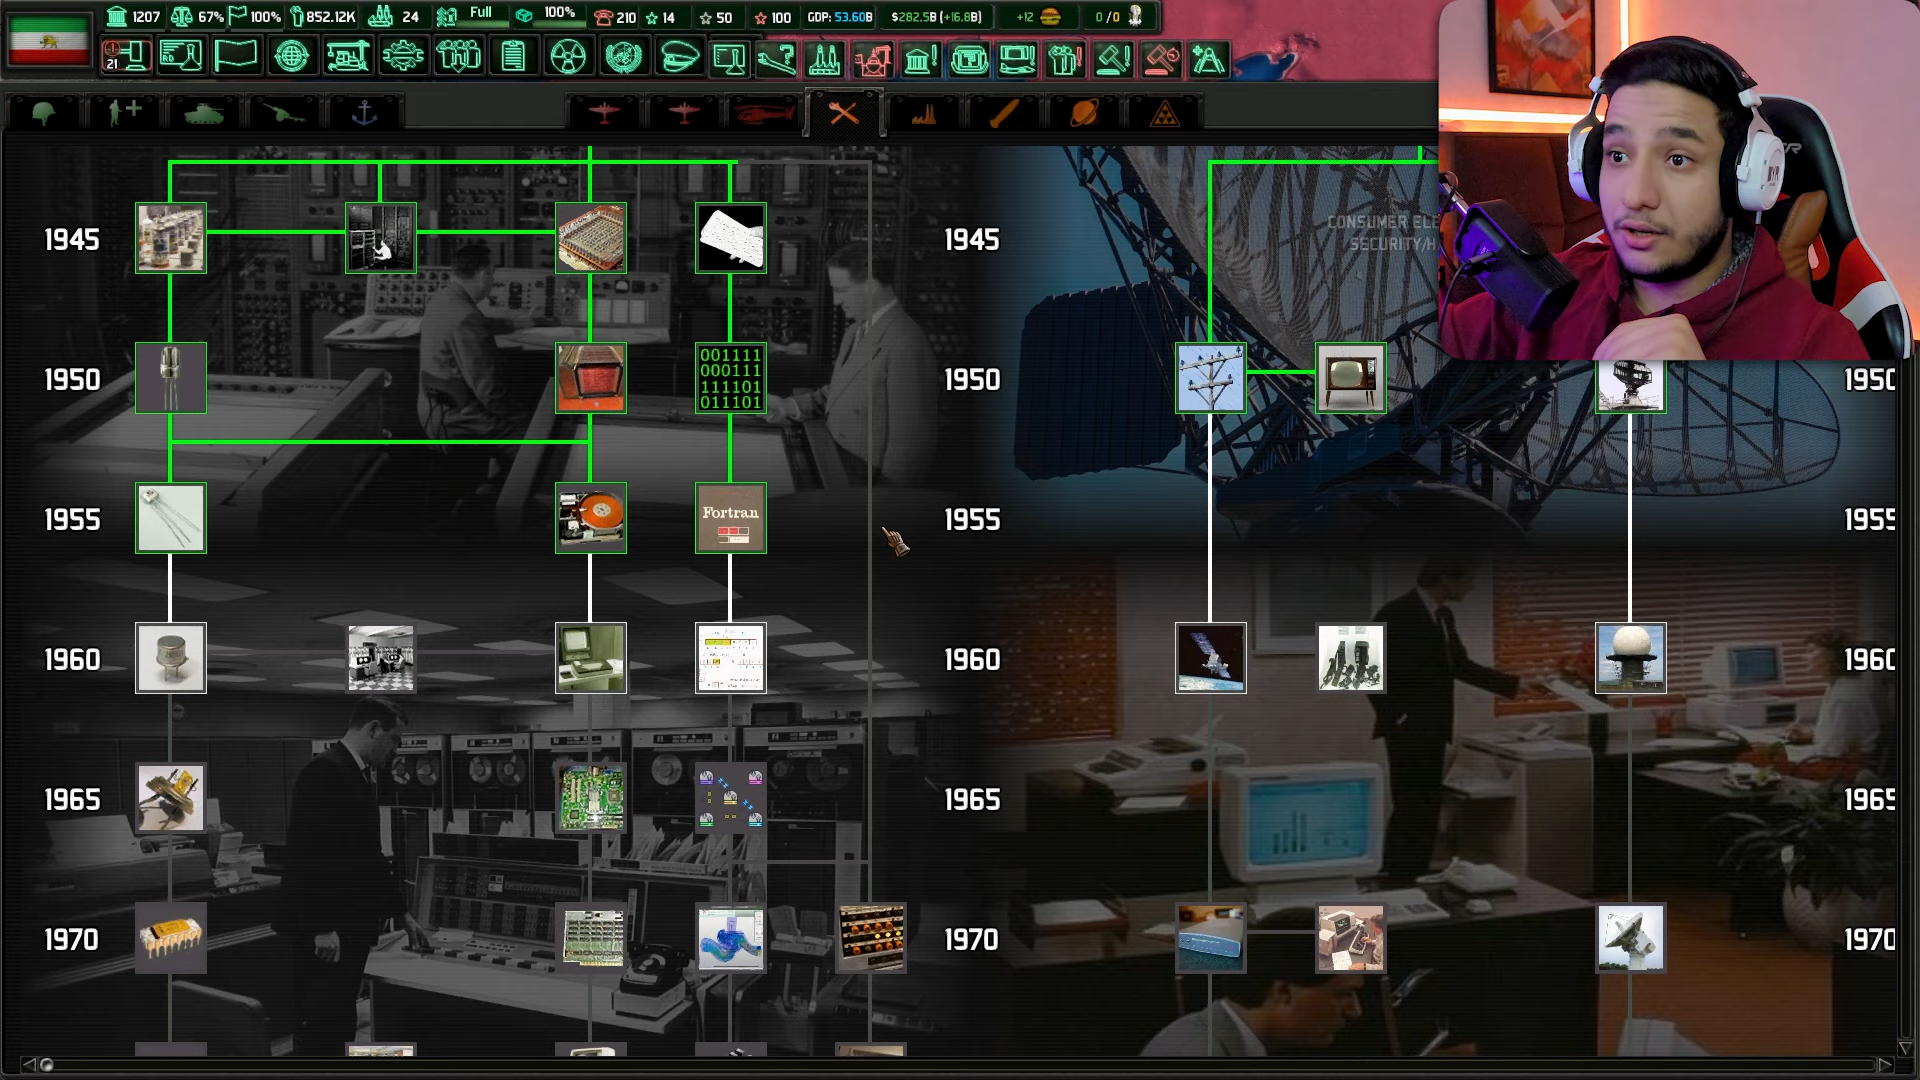 1207 67% 100% 852.12K 24 Full 100% 210 14 50 100 GDP: 53.60B $282.5B (+16.8B) +12 0/0
21
RD
1945 1945
CONSUMER ELE
SECURITY/H
1950 1950 1950
001111
000111
111101
011101
1955 1955 1955
Fortran
1960 1960 1960
1965 1965 1965
1970 1970 1970